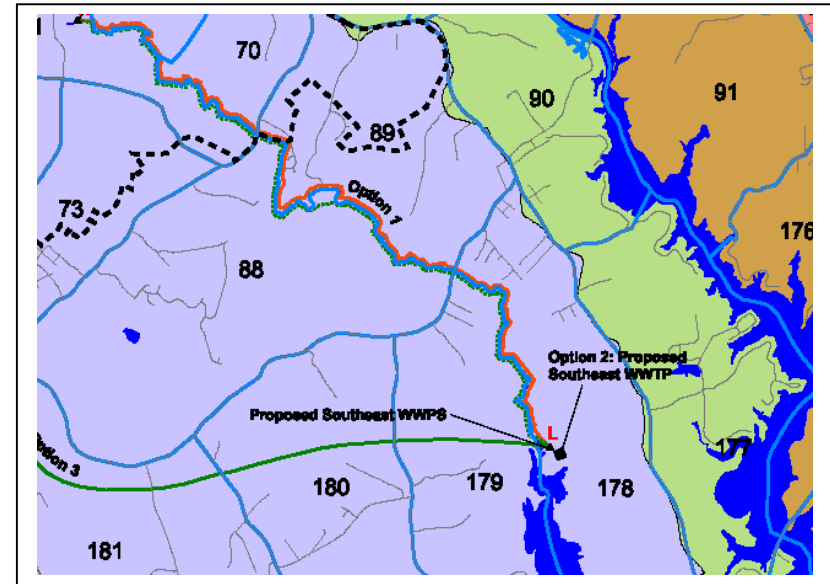 70
90
91
89
73
Option 1
176
88
Option 2: Proposed
Southeast WWTP
Proposed Southeast WWPS
L
177
Option 3
180
179
178
181